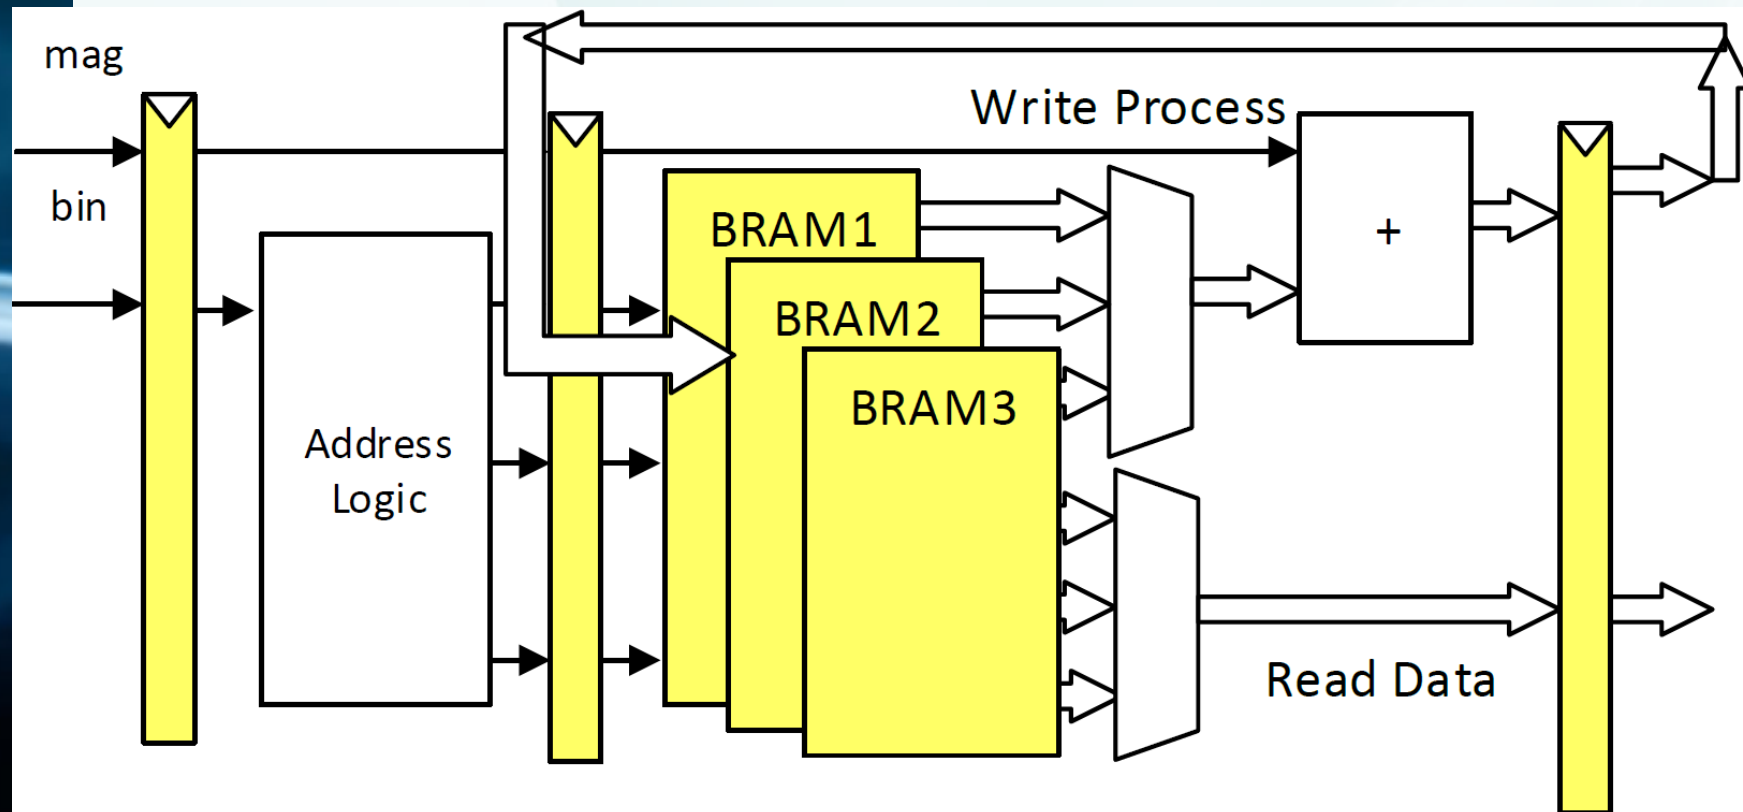 mag
Write Process
bin
BRAM1
+
BRAM2
BRAM3
Address
Logic
Read Data